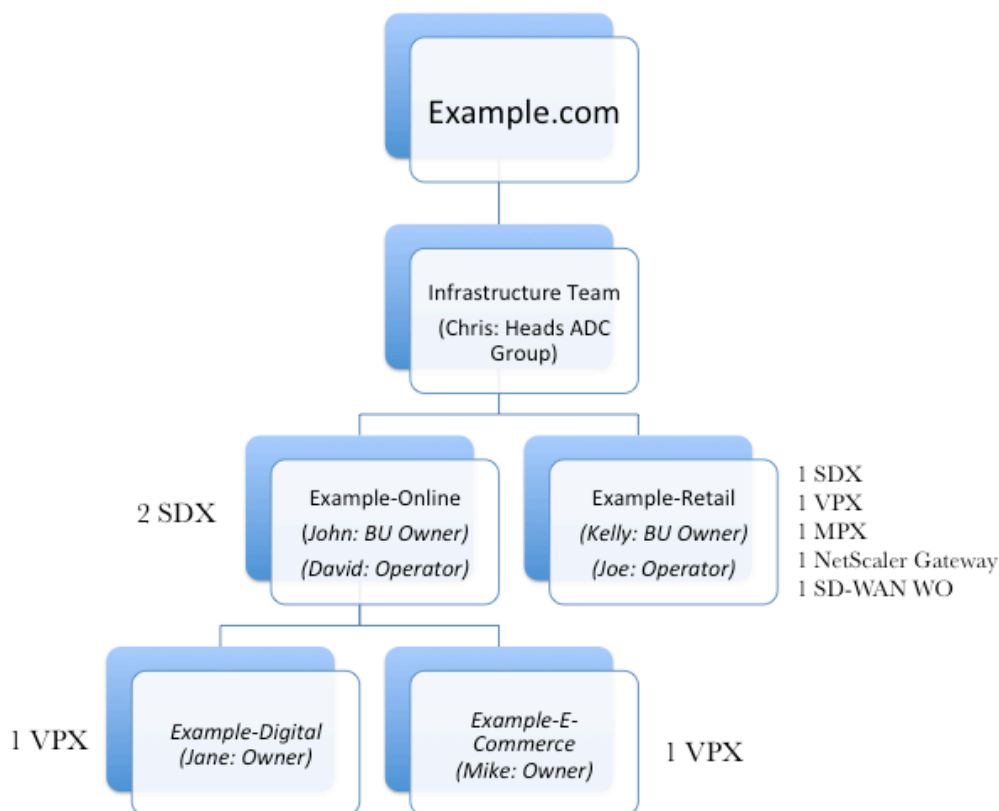 Example.com
Infrastructure Team
(Chris: Heads ADC
Group)
2 SDX
Example-Online
(John: BU Owner)
(David: Operator)
Example-Retail
(Kelly: BU Owner)
(Joe: Operator)
1 SDX
1 VPX
1 MPX
1 NetScaler Gateway
1 SD-WAN WO
1 VPX
Example-Digital
(Jane: Owner)
Example-E-
Commerce
(Mike: Owner)
1 VPX